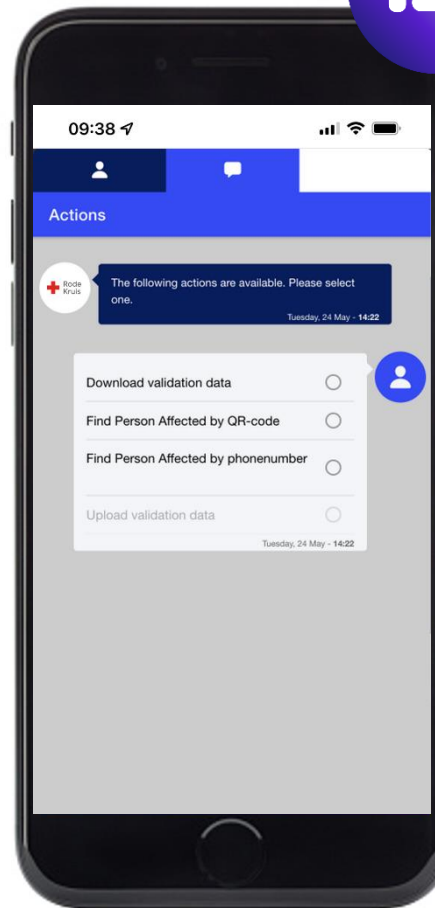 09:38
Actions
Rode
Kruis
The following actions are available. Please select
one.
Tuesday, 24 May - 14:22
Download validation data
Find Person Affected by QR-code
Find Person Affected by phonenumber
Upload validation data
Tuesday, 24 May - 14:22